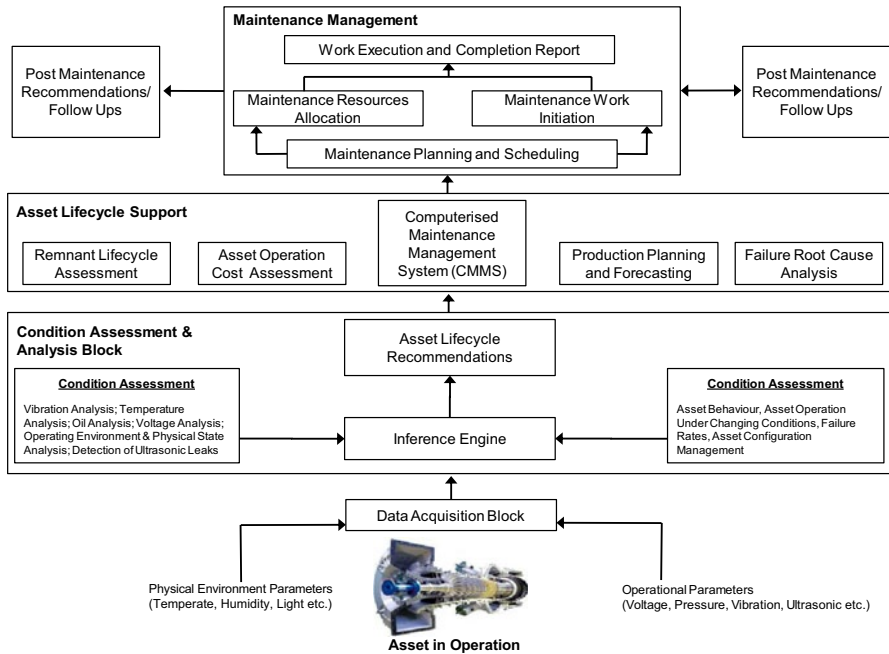 Maintenance Management
Work Execution and Completion Report
Post Maintenance
Recommendations/
Follow Ups
Maintenance Resources
Allocation
Maintenance Work
Initiation
Post Maintenance
Recommendations/
Follow Ups
Maintenance Planning and Scheduling
Asset Lifecycle Support
Computerised
Maintenance
Management
System (CMMS)
Remnant Lifecycle
Assessment
Asset Operation
Cost Assessment
Production Planning
and Forecasting
Failure Root Cause
Analysis
Condition Assessment &
Analysis Block
Asset Lifecycle
Recommendations
Condition Assessment
Vibration Analysis; Temperature
Analysis; Oil Analysis; Voltage Analysis;
Operating Environment & Physical State
Analysis; Detection of Ultrasonic Leaks
Inference Engine
Condition Assessment
Asset Behaviour, Asset Operation
Under Changing Conditions, Failure
Rates, Asset Configuration
Management
Data Acquisition Block
Physical Environment Parameters
(Temperate, Humidity, Light etc.)
Operational Parameters
(Voltage, Pressure, Vibration, Ultrasonic etc.)
Asset in Operation